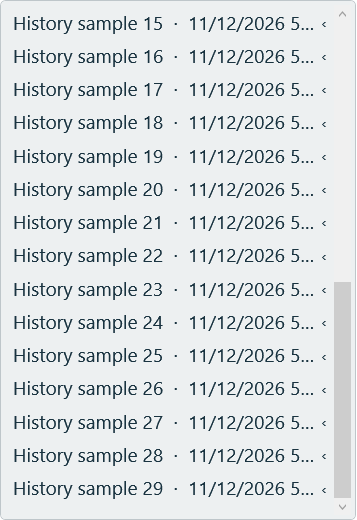 History sample 15 · 11/12/2026 5... ‹
History sample 16 · 11/12/2026 5... ‹
History sample 17 · 11/12/2026 5... ‹
History sample 18 · 11/12/2026 5... ‹
History sample 19 · 11/12/2026 5... ‹
History sample 20 · 11/12/2026 5... ‹
History sample 21 · 11/12/2026 5... ‹
History sample 22 · 11/12/2026 5... ‹
History sample 23 · 11/12/2026 5... ‹
History sample 24 · 11/12/2026 5... ‹
History sample 25 · 11/12/2026 5... ‹
History sample 26 · 11/12/2026 5... ‹
History sample 27 · 11/12/2026 5... ‹
History sample 28 · 11/12/2026 5... ‹
History sample 29 · 11/12/2026 5... ‹